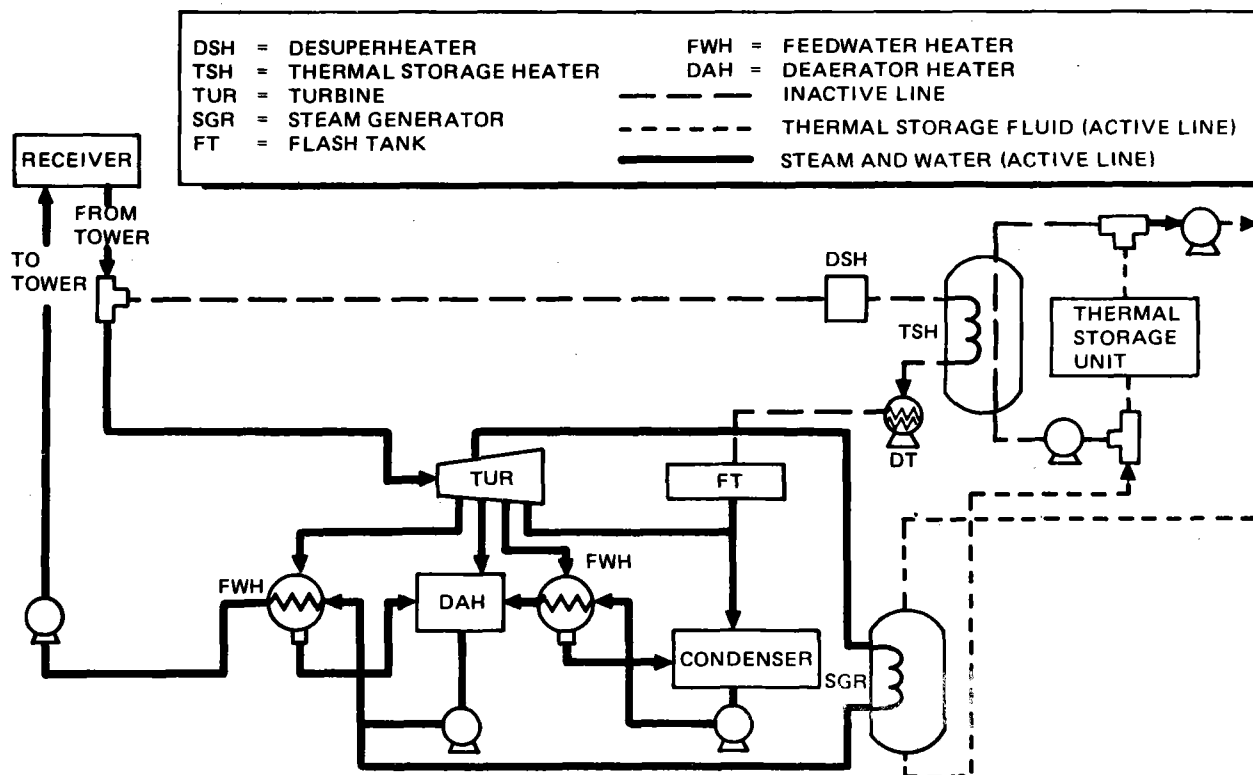 DSH = DESUPERHEATER
TSH = THERMAL STORAGE HEATER
TUR = TURBINE
SGR = STEAM GENERATOR
FT = FLASH TANK
FWH = FEEDWATER HEATER
DAH = DEAERATOR HEATER
INACTIVE LINE
THERMAL STORAGE FLUID (ACTIVE LINE)
STEAM AND WATER (ACTIVE LINE)
RECEIVER
FROM
TOWER
TO
TOWER
DSH
TSH
THERMAL
STORAGE
UNIT
DT
TUR
FT
FWH
DAH
FWH
CONDENSER
SGR